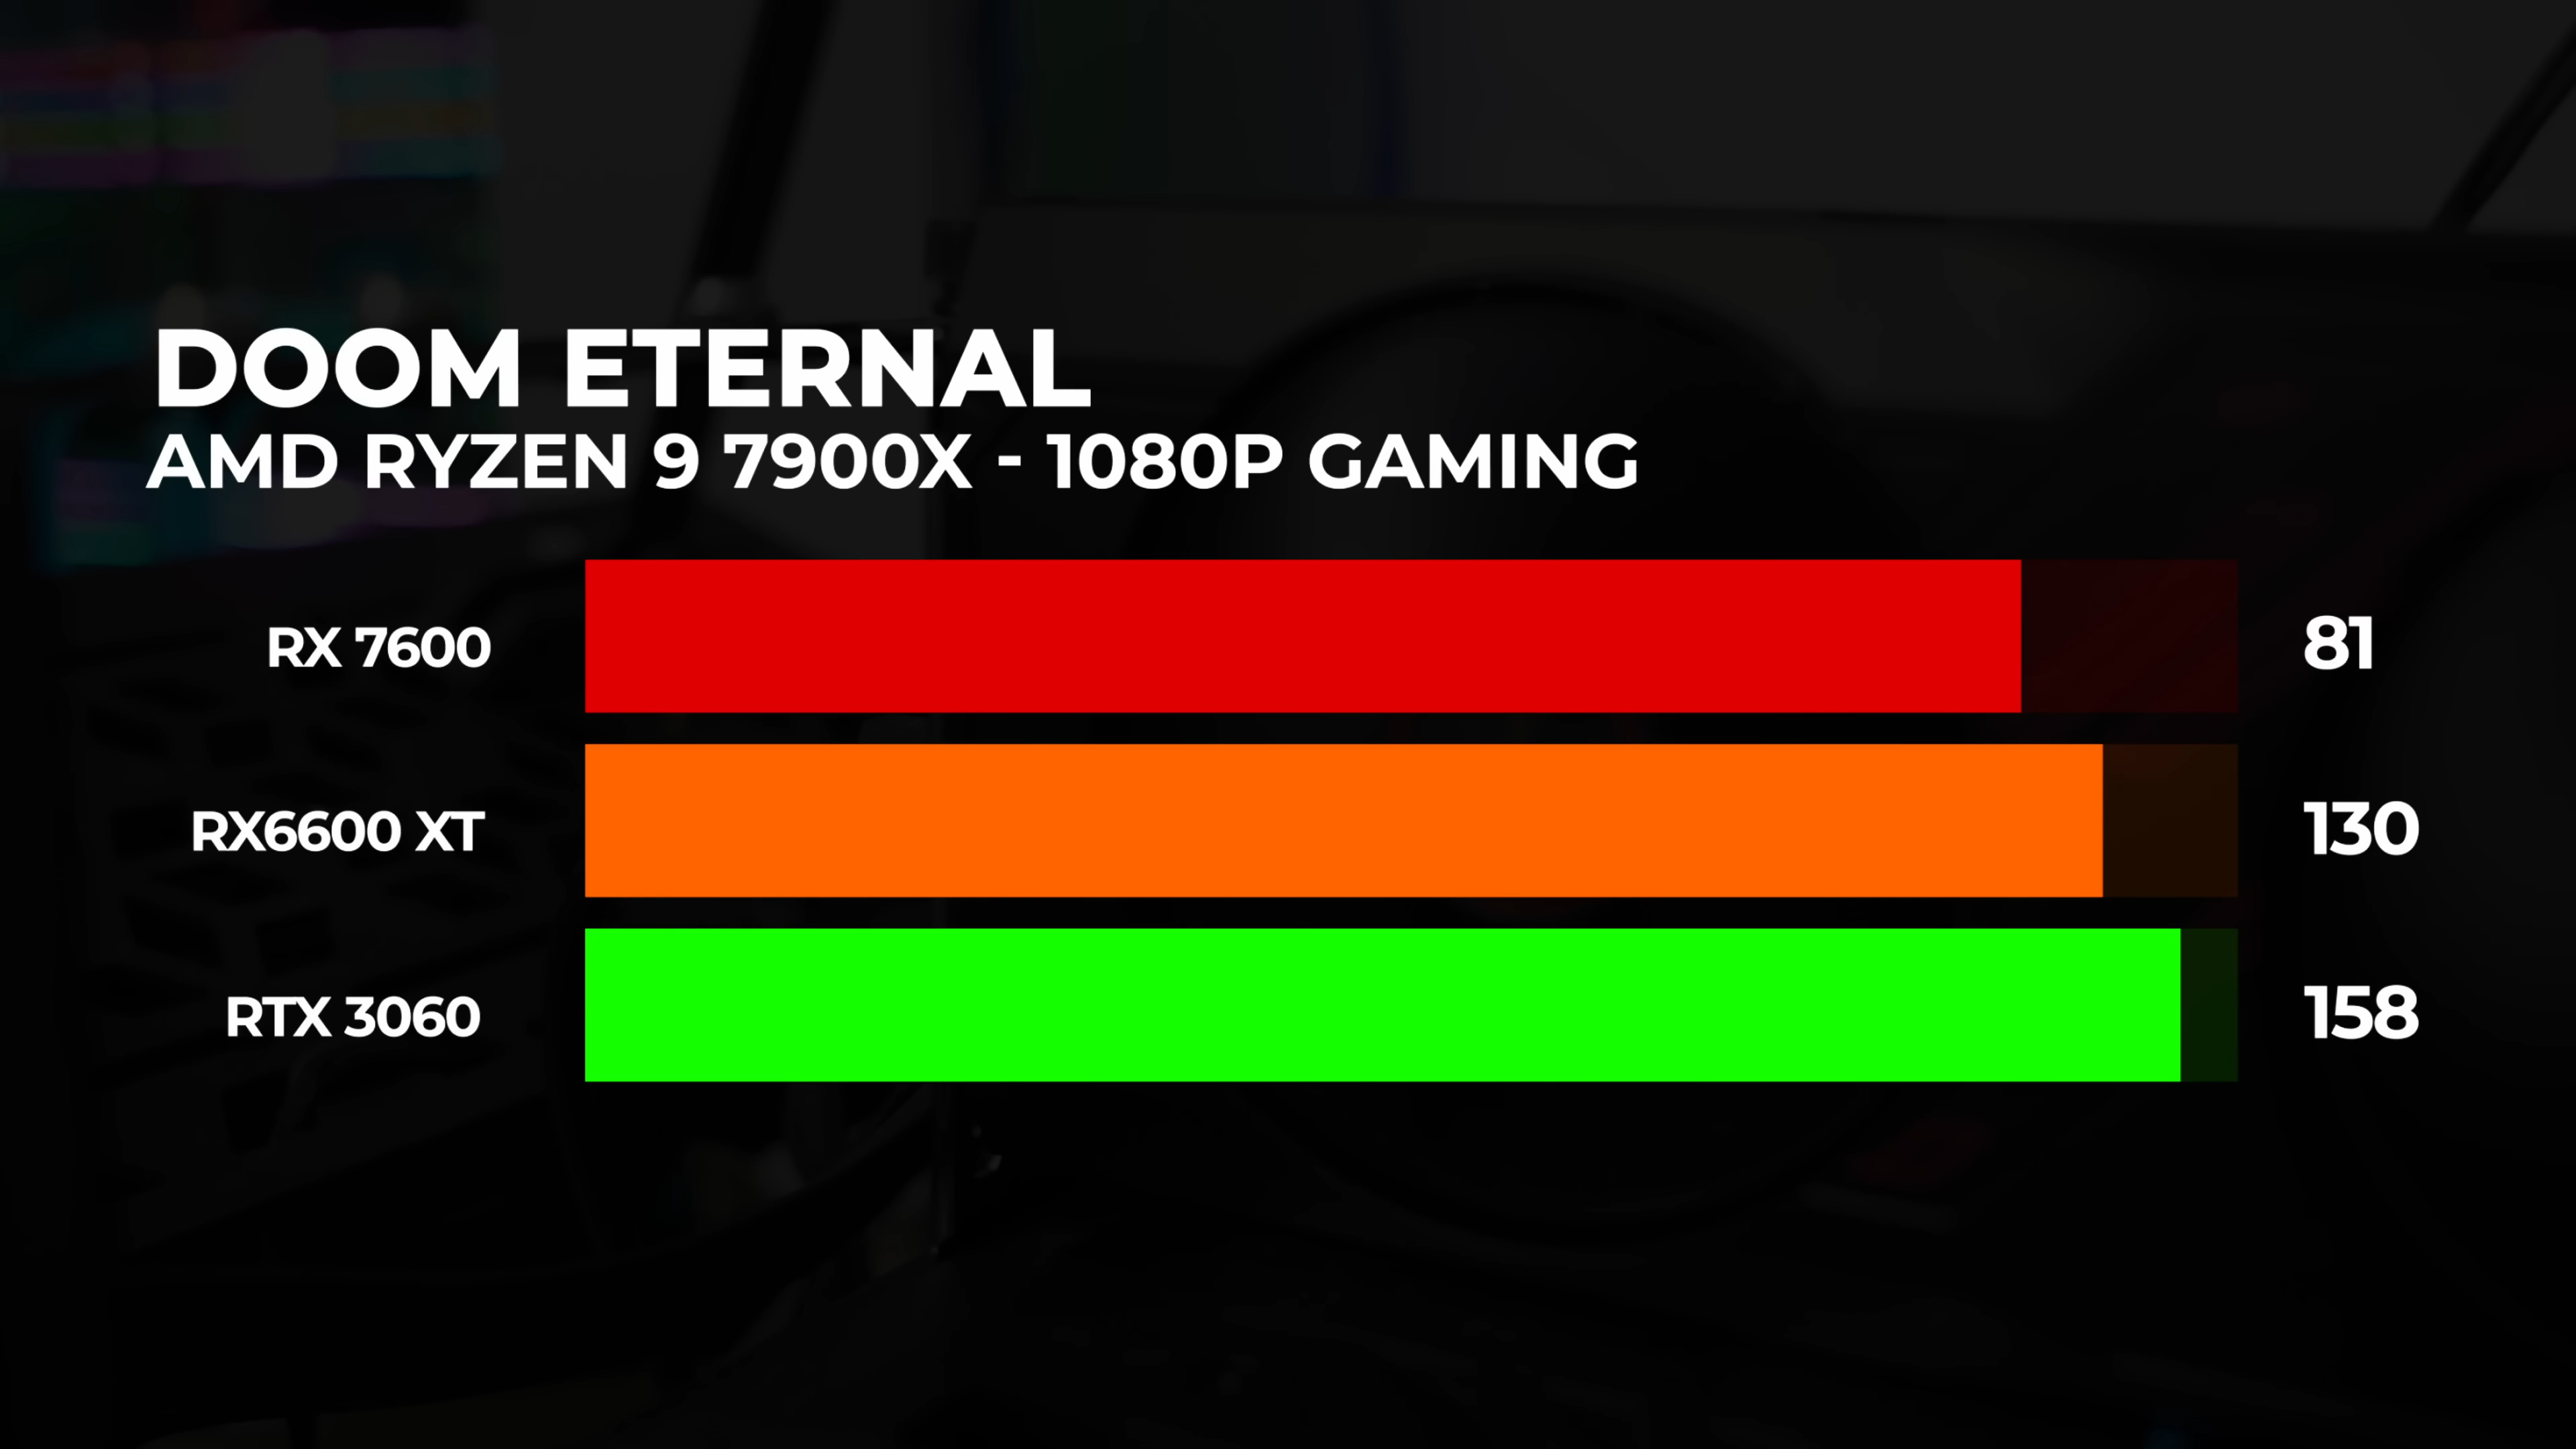 DOOM ETERNAL
AMD RYZEN 9 7900X - 1080P GAMING
RX 7600 81
RX6600 XT 130
RTX 3060 158